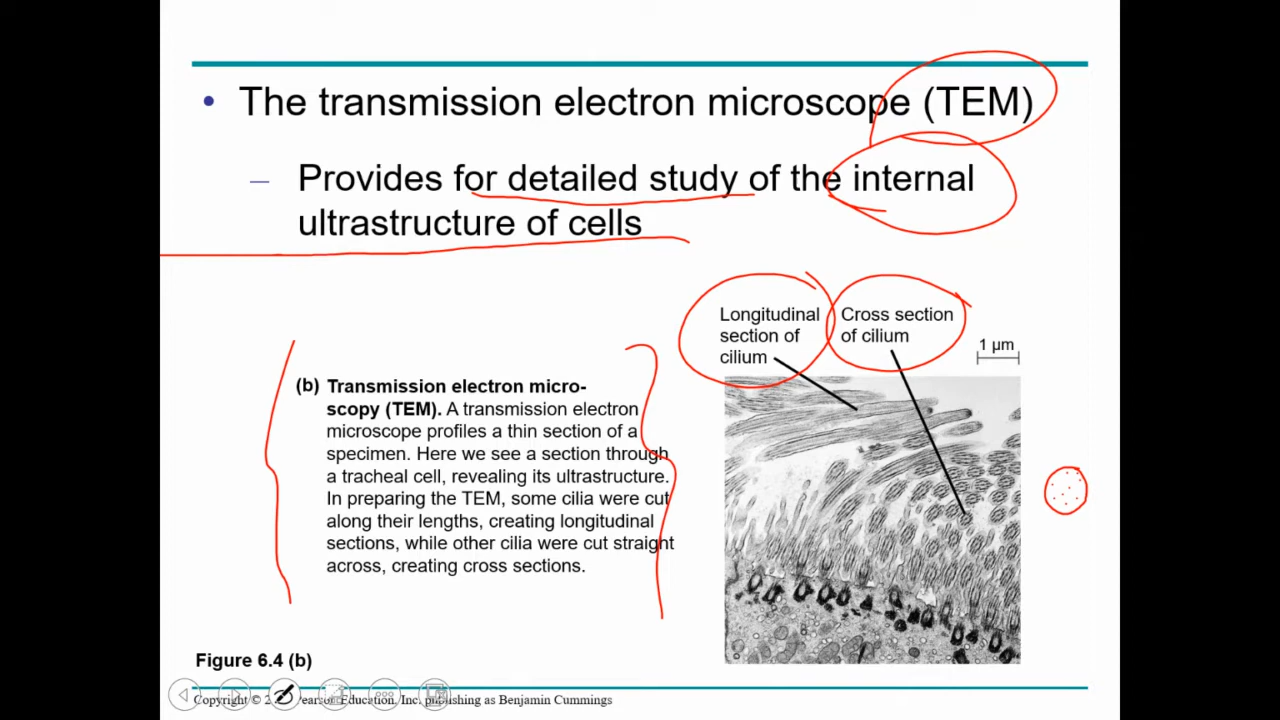 • The transmission electron microscope (TEM)
– Provides for detailed study of the internal
ultrastructure of cells
Longitudinal
section of
cilium
Cross section
of cilium
1 µm
(b) Transmission electron micro-
scopy (TEM). A transmission electron
microscope profiles a thin section of a
specimen. Here we see a section through
a tracheal cell, revealing its ultrastructure.
In preparing the TEM, some cilia were cut
along their lengths, creating longitudinal
sections, while other cilia were cut straight
across, creating cross sections.
Figure 6.4 (b)
Copyright © Pearson Education, Inc. publishing as Benjamin Cummings